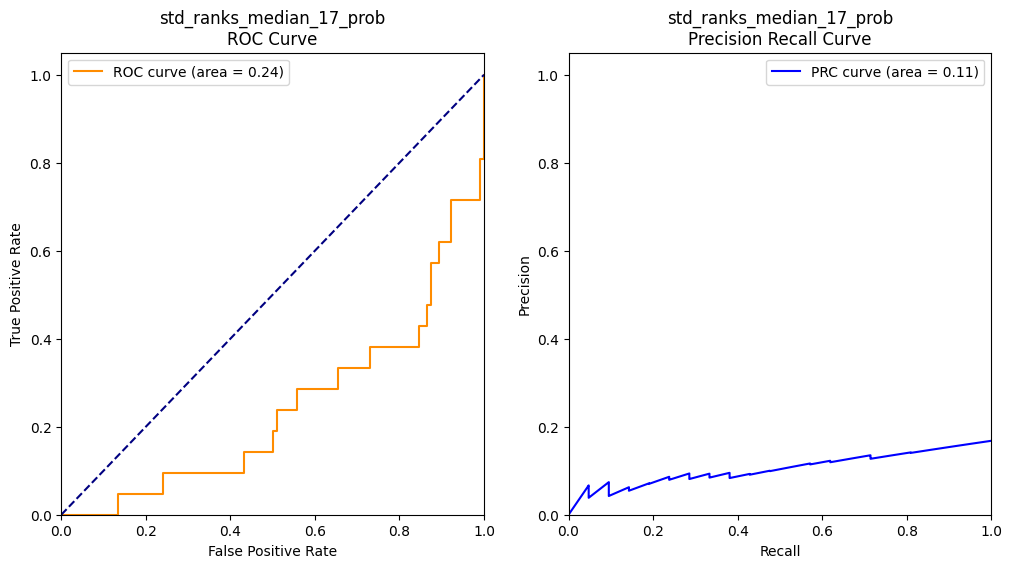 std_ranks_median_17_prob
ROC Curve
ROC curve (area = 0.24)
1.0
0.8
0.6
0.4
0.2
0.0
True Positive Rate
0.0 0.2 0.4 0.6 0.8 1.0
False Positive Rate
std_ranks_median_17_prob
Precision Recall Curve
PRC curve (area = 0.11)
1.0
0.8
0.6
0.4
0.2
0.0
Precision
0.0 0.2 0.4 0.6 0.8 1.0
Recall